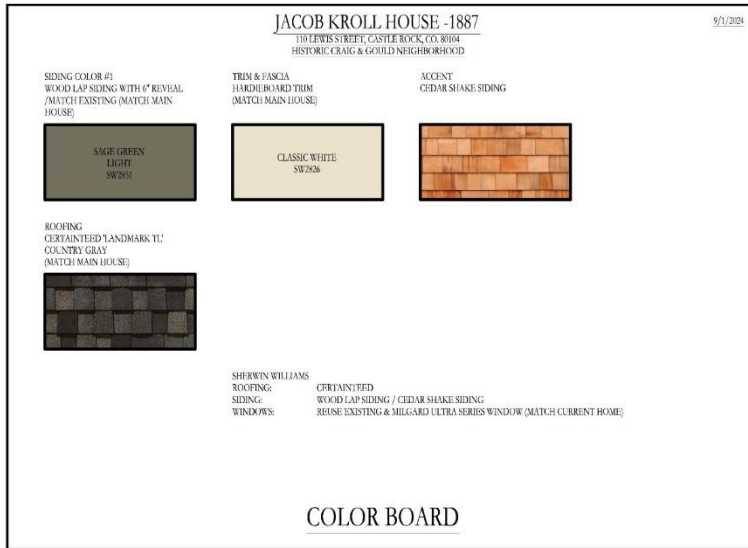 JACOB KROLL HOUSE -1887
9/1/2024
110 LEWIS STREET, CASTLE ROCK, CO. 80104
HISTORIC CRAIG & GOULD NEIGHBORHOOD
SIDING COLOR #1
WOOD LAP SIDING WITH 6" REVEAL
/MATCH EXISTING (MATCH MAIN
HOUSE)
SAGE GREEN
LIGHT
SW2851
TRIM & FASCIA
HARDIEBOARD TRIM
(MATCH MAIN HOUSE)
CLASSIC WHITE
SW2826
ACCENT
CEDAR SHAKE SIDING
ROOFING
CERTAINTEED 'LANDMARK TL'
COUNTRY GRAY
(MATCH MAIN HOUSE)
SHERWIN WILLIAMS
ROOFING: CERTAINTEED
SIDING: WOOD LAP SIDING / CEDAR SHAKE SIDING
WINDOWS: REUSE EXISTING & MILGARD ULTRA SERIES WINDOW (MATCH CURRENT HOME)
COLOR BOARD